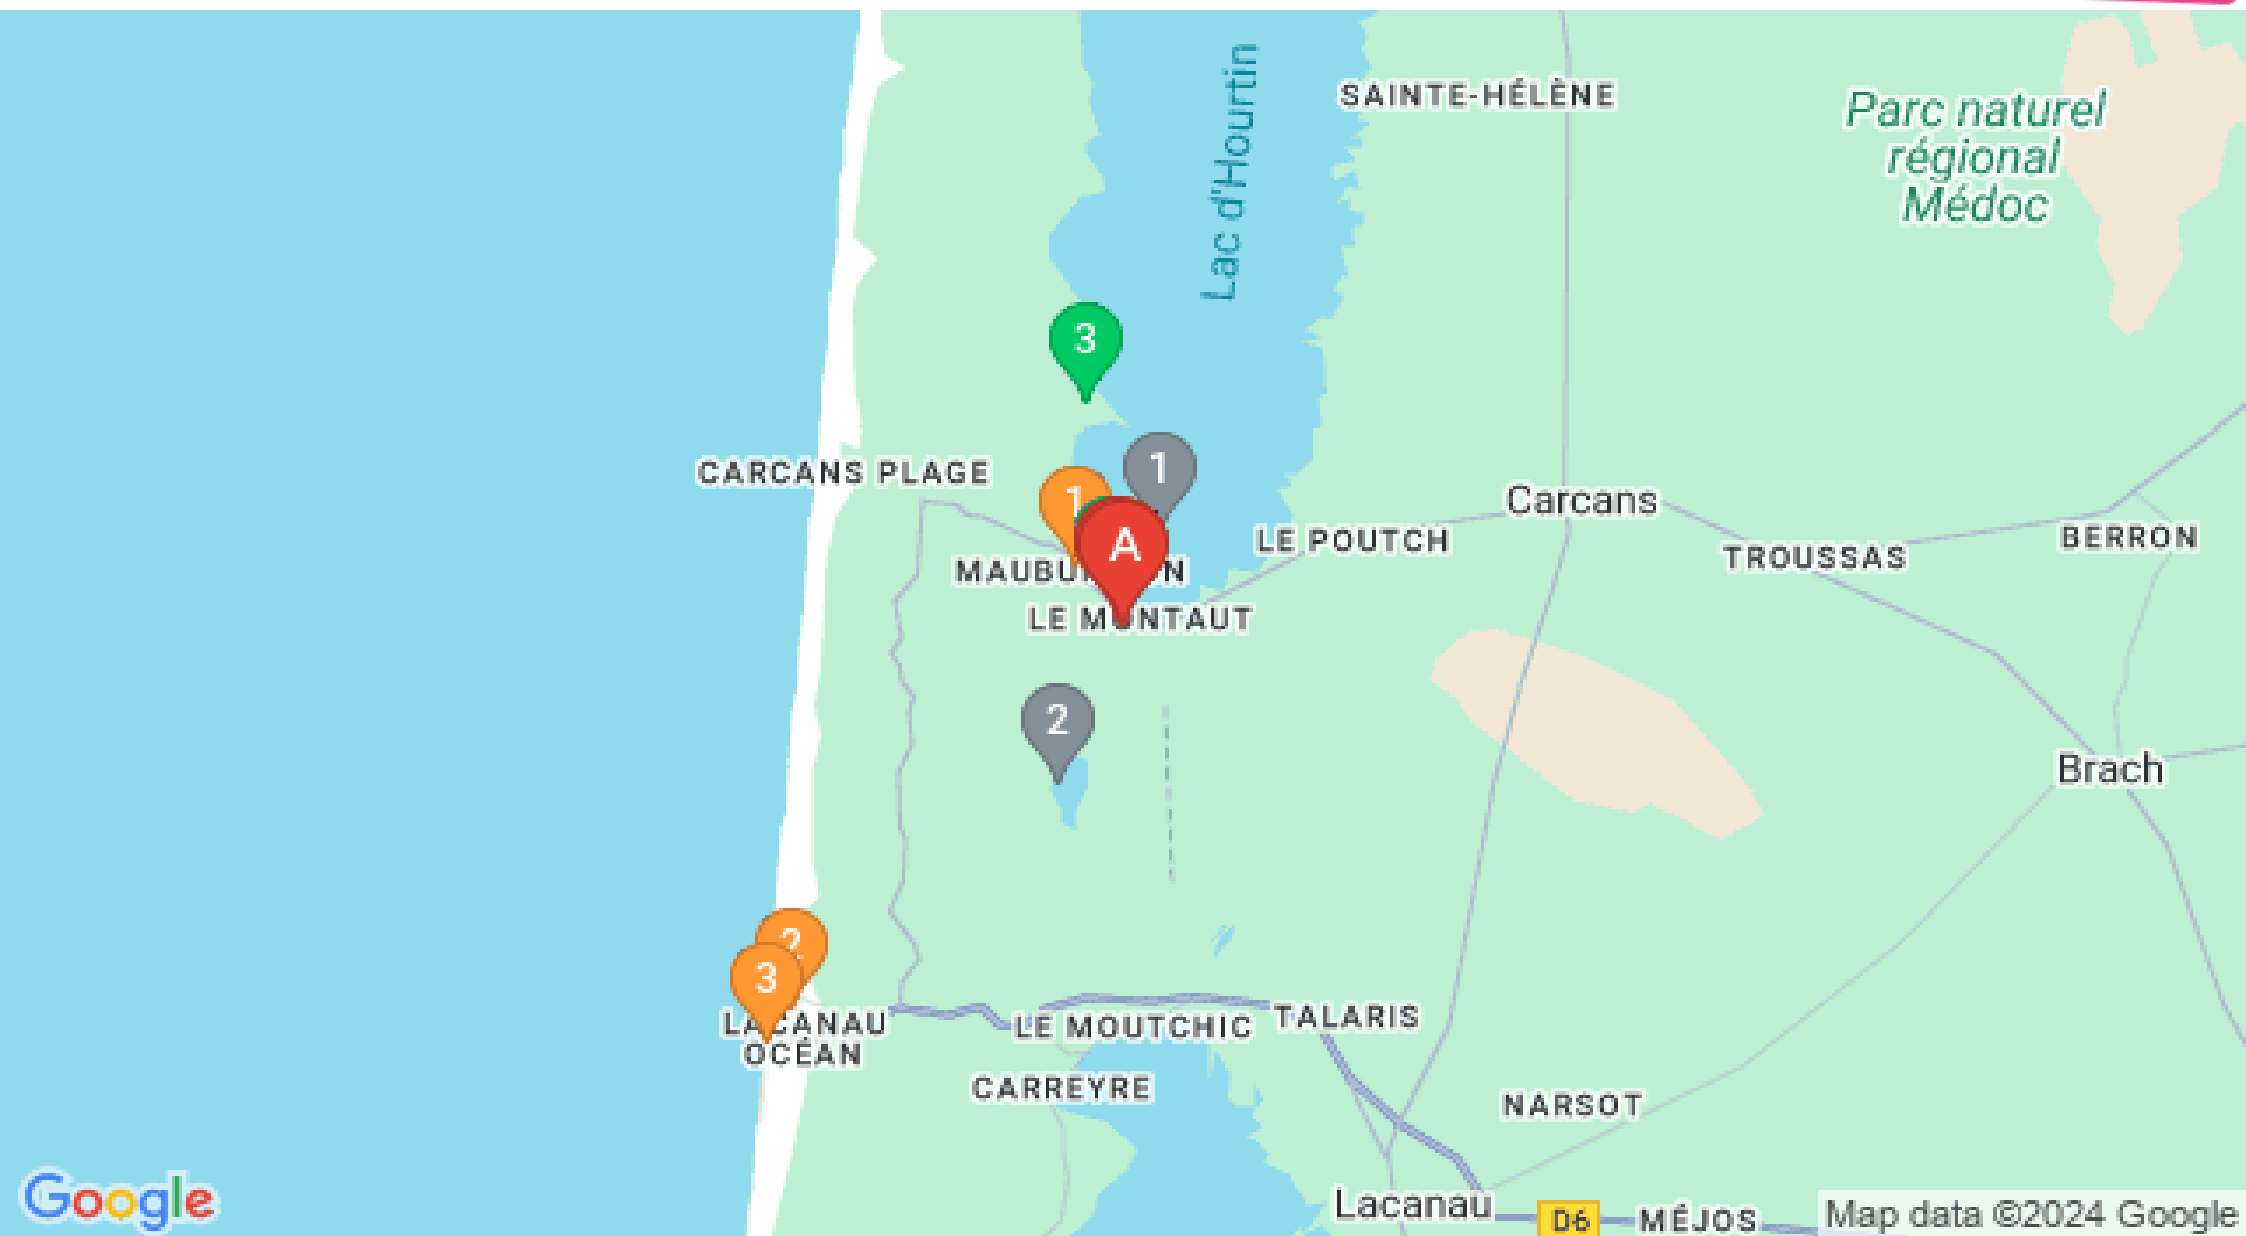 SAINTE-HÉLÈNE
Parc naturel
régional
Médoc
Lac d'Hourtin
3
1
1
A
CARCANS PLAGE
Carcans
LE POUTCH
TROUSSAS
BERRON
LE MONTAUT
2
Brach
2
3
LACANAU
OCÉAN
LE MOUTCHIC
TALARIS
CARREYRE
NARSOT
Lacanau
D6
MÉJOS
Google
Map data ©2024 Google